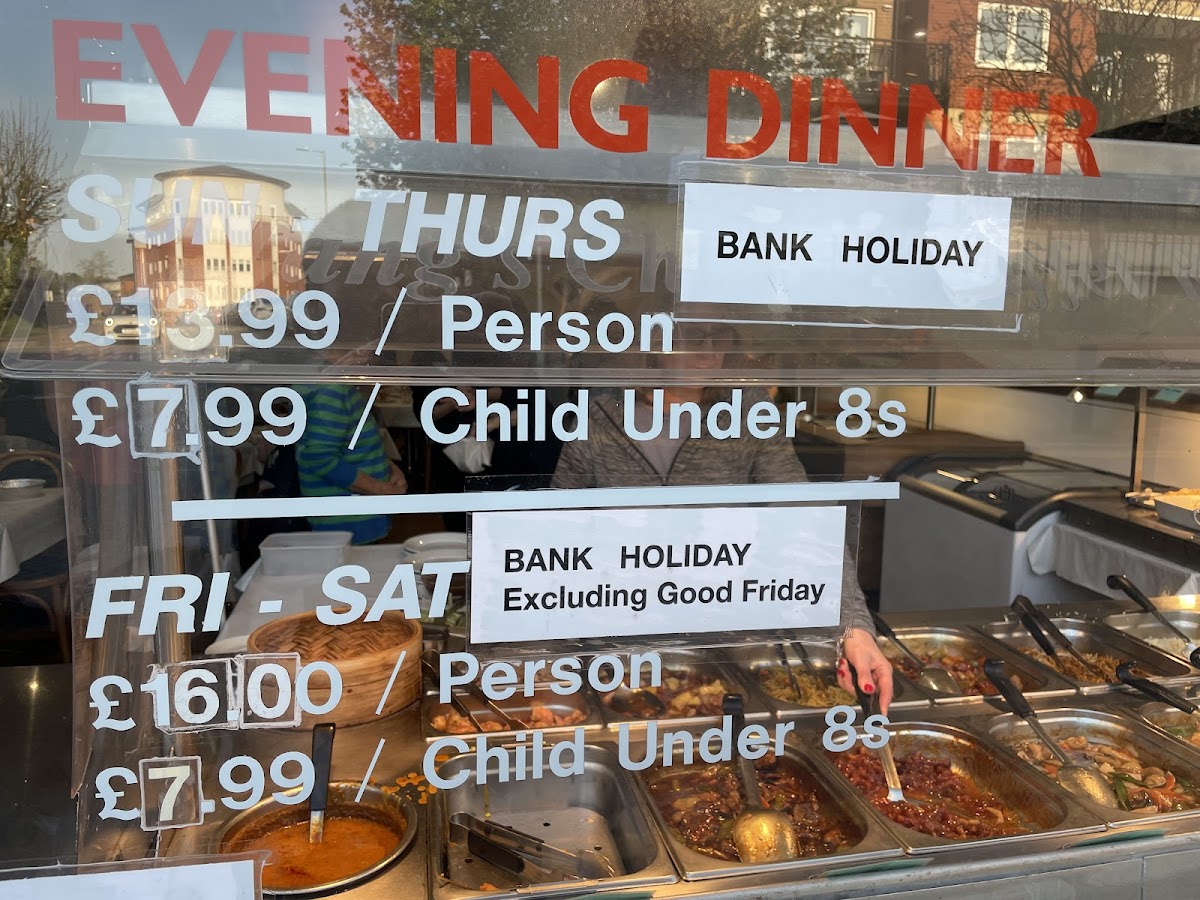 EVENING DINNER
SUN - THURS BANK HOLIDAY
£13.99 / Person
£7.99 / Child Under 8s
FRI - SAT BANK HOLIDAY
Excluding Good Friday
£16.00 / Person
£7.99 / Child Under 8s